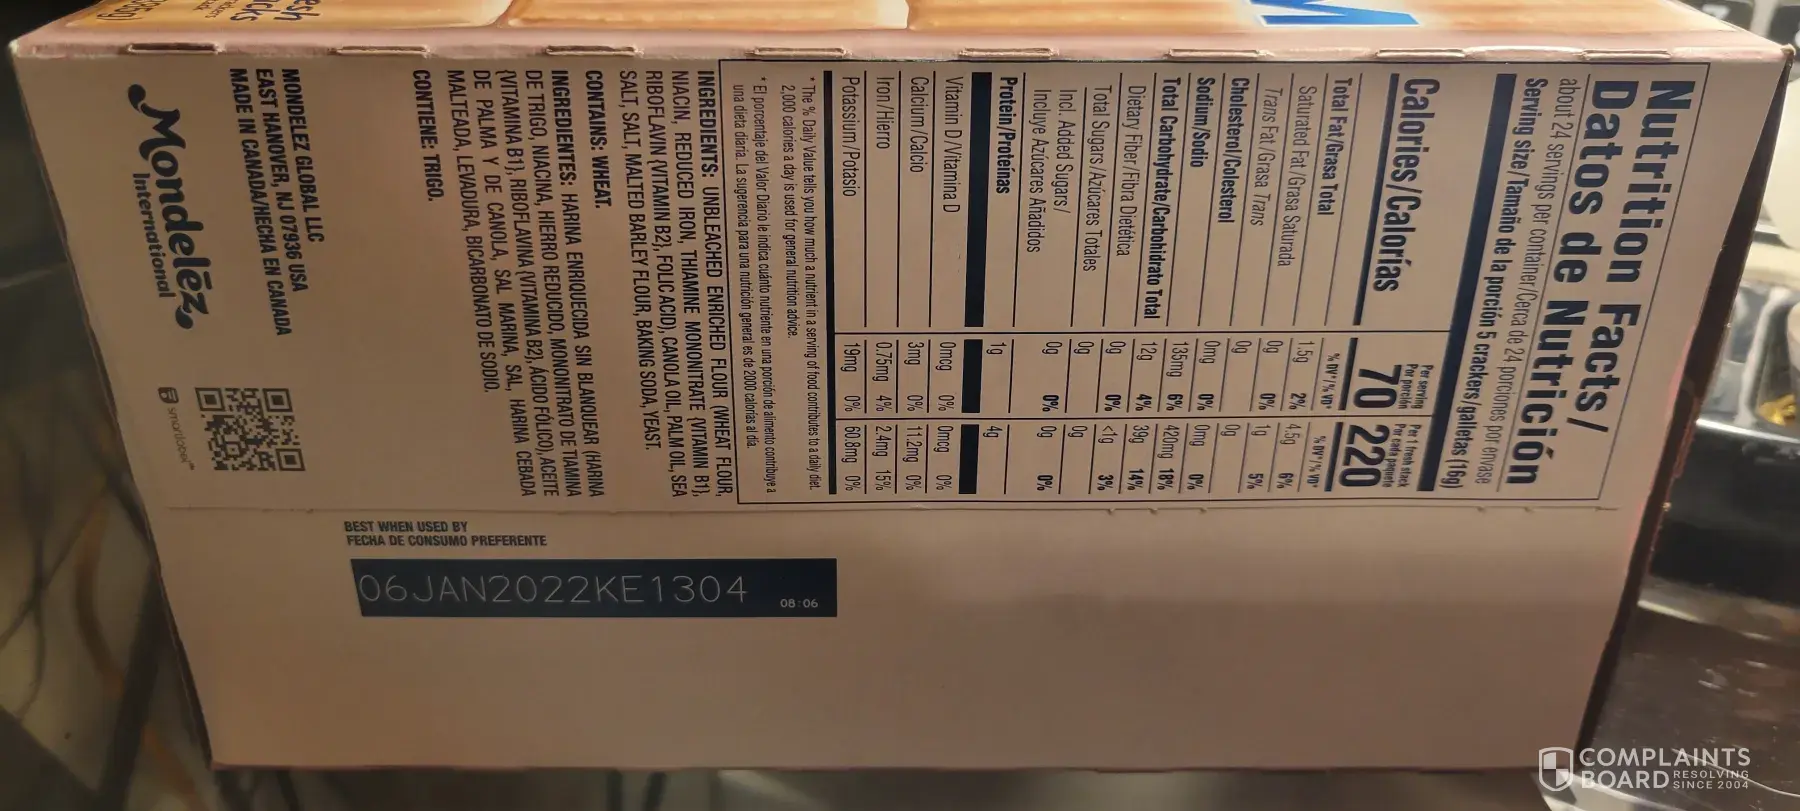 Nutrition Facts/
Datos de Nutrición
about 24 servings per container/Cerca de 24 porciones por envase
Serving size/Tamaño de la porción 5 crackers/galletas (16g)
Per serving
Por porción
Per 1 fresh stack
Por cada paquete
Calories/Calorías 70 220
% DV*/% VD* % DV*/% VD*
Total Fat/Grasa Total 1.5g 2% 4.5g 6%
Saturated Fat/Grasa Saturada 0g 0% 1g 5%
Trans Fat/Grasa Trans 0g 0g
Cholesterol/Colesterol 0mg 0% 0mg 0%
Sodium/Sodio 135mg 6% 420mg 18%
Total Carbohydrate/Carbohidrato Total 12g 4% 39g 14%
Dietary Fiber/Fibra Dietética 0g 0% <1g 3%
Total Sugars/Azúcares Totales 0g 0g
Incl. Added Sugars/
Incluye Azúcares Añadidos 0g 0% 0g 0%
Protein/Proteínas 1g 4g
Vitamin D/Vitamina D 0mcg 0% 0mcg 0%
Calcium/Calcio 3mg 0% 11.2mg 0%
Iron/Hierro 0.75mg 4% 2.4mg 15%
Potassium/Potasio 19mg 0% 60.8mg 0%
* The % Daily Value tells you how much a nutrient in a serving of food contributes to a daily diet.
2,000 calories a day is used for general nutrition advice.
* El porcentaje del Valor Diario le indica cuánto nutriente en una porción de alimento contribuye a
una dieta diaria. La sugerencia para una nutrición general es de 2000 calorías al día.
INGREDIENTS: UNBLEACHED ENRICHED FLOUR (WHEAT FLOUR,
NIACIN, REDUCED IRON, THIAMINE MONONITRATE {VITAMIN B1},
RIBOFLAVIN {VITAMIN B2}, FOLIC ACID), CANOLA OIL, PALM OIL, SEA
SALT, SALT, MALTED BARLEY FLOUR, BAKING SODA, YEAST.
CONTAINS: WHEAT.
INGREDIENTES: HARINA ENRIQUECIDA SIN BLANQUEAR (HARINA
DE TRIGO, NIACINA, HIERRO REDUCIDO, MONONITRATO DE TIAMINA
{VITAMINA B1}, RIBOFLAVINA {VITAMINA B2}, ÁCIDO FÓLICO), ACEITE
DE PALMA Y DE CANOLA, SAL MARINA, SAL, HARINA CEBADA
MALTEADA, LEVADURA, BICARBONATO DE SODIO.
CONTIENE: TRIGO.
MONDELEZ GLOBAL LLC
EAST HANOVER, NJ 07936 USA
MADE IN CANADA/HECHA EN CANADA
Mondelēz
International
smartlabel™
BEST WHEN USED BY
FECHA DE CONSUMO PREFERENTE
06JAN2022KE1304 08:06
COMPLAINTS
BOARD RESOLVING
SINCE 2004